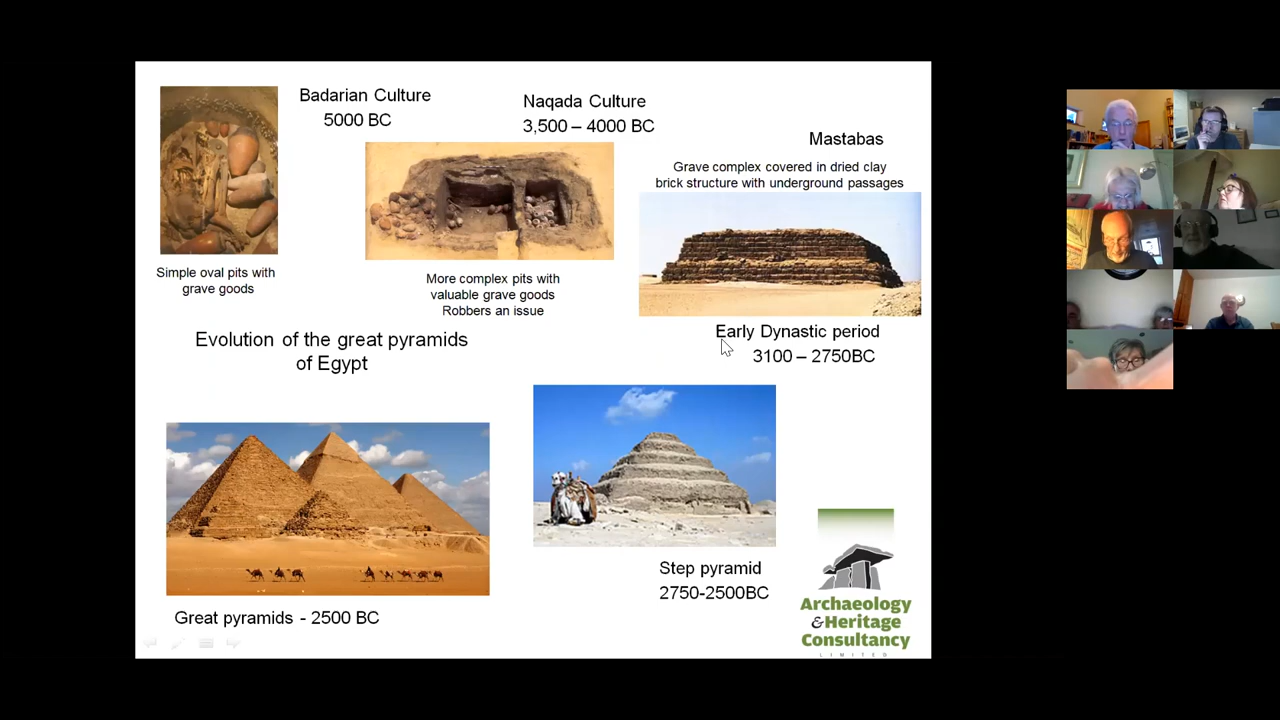 Badarian Culture
5000 BC
Naqada Culture
3,500 – 4000 BC
Mastabas
Grave complex covered in dried clay
brick structure with underground passages
Simple oval pits with
grave goods
More complex pits with
valuable grave goods
Robbers an issue
Early Dynastic period
3100 – 2750BC
Evolution of the great pyramids
of Egypt
Step pyramid
2750-2500BC
Great pyramids - 2500 BC
Archaeology
&Heritage
Consultancy
LIMITED